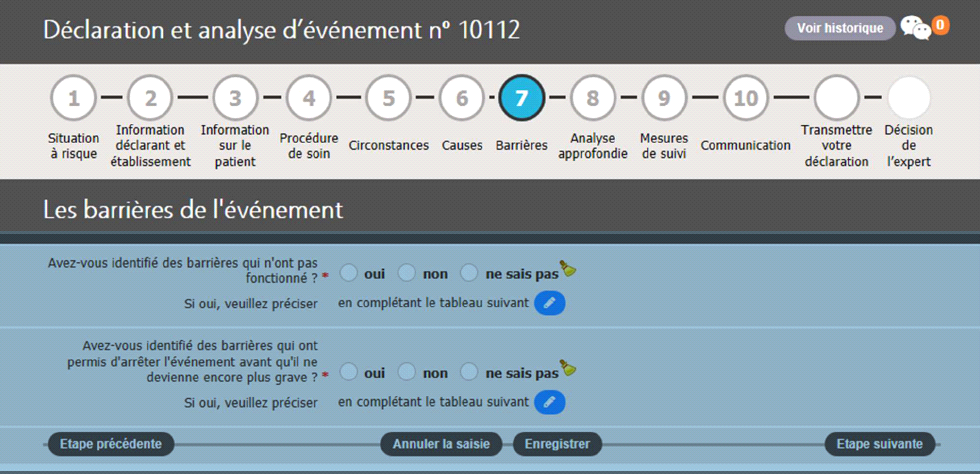 Déclaration et analyse d'événement nº 10112
Voir historique
0
1
2
3
4
5
6
7
8
9
10
Situation
à risque
Information
déclarant et
établissement
Information
sur le
patient
Procédure
de soin
Circonstances
Causes
Barrières
Analyse
approfondie
Mesures
de suivi
Communication
Transmettre
votre
déclaration
Décision
de
l'expert
Les barrières de l'événement
Avez-vous identifié des barrières qui n'ont pas
fonctionné ? *
oui non ne sais pas
Si oui, veuillez préciser en complétant le tableau suivant
Avez-vous identifié des barrières qui ont
permis d'arrêter l'événement avant qu'il ne
devienne encore plus grave ? *
oui non ne sais pas
Si oui, veuillez préciser en complétant le tableau suivant
Etape précédente Annuler la saisie Enregistrer Etape suivante